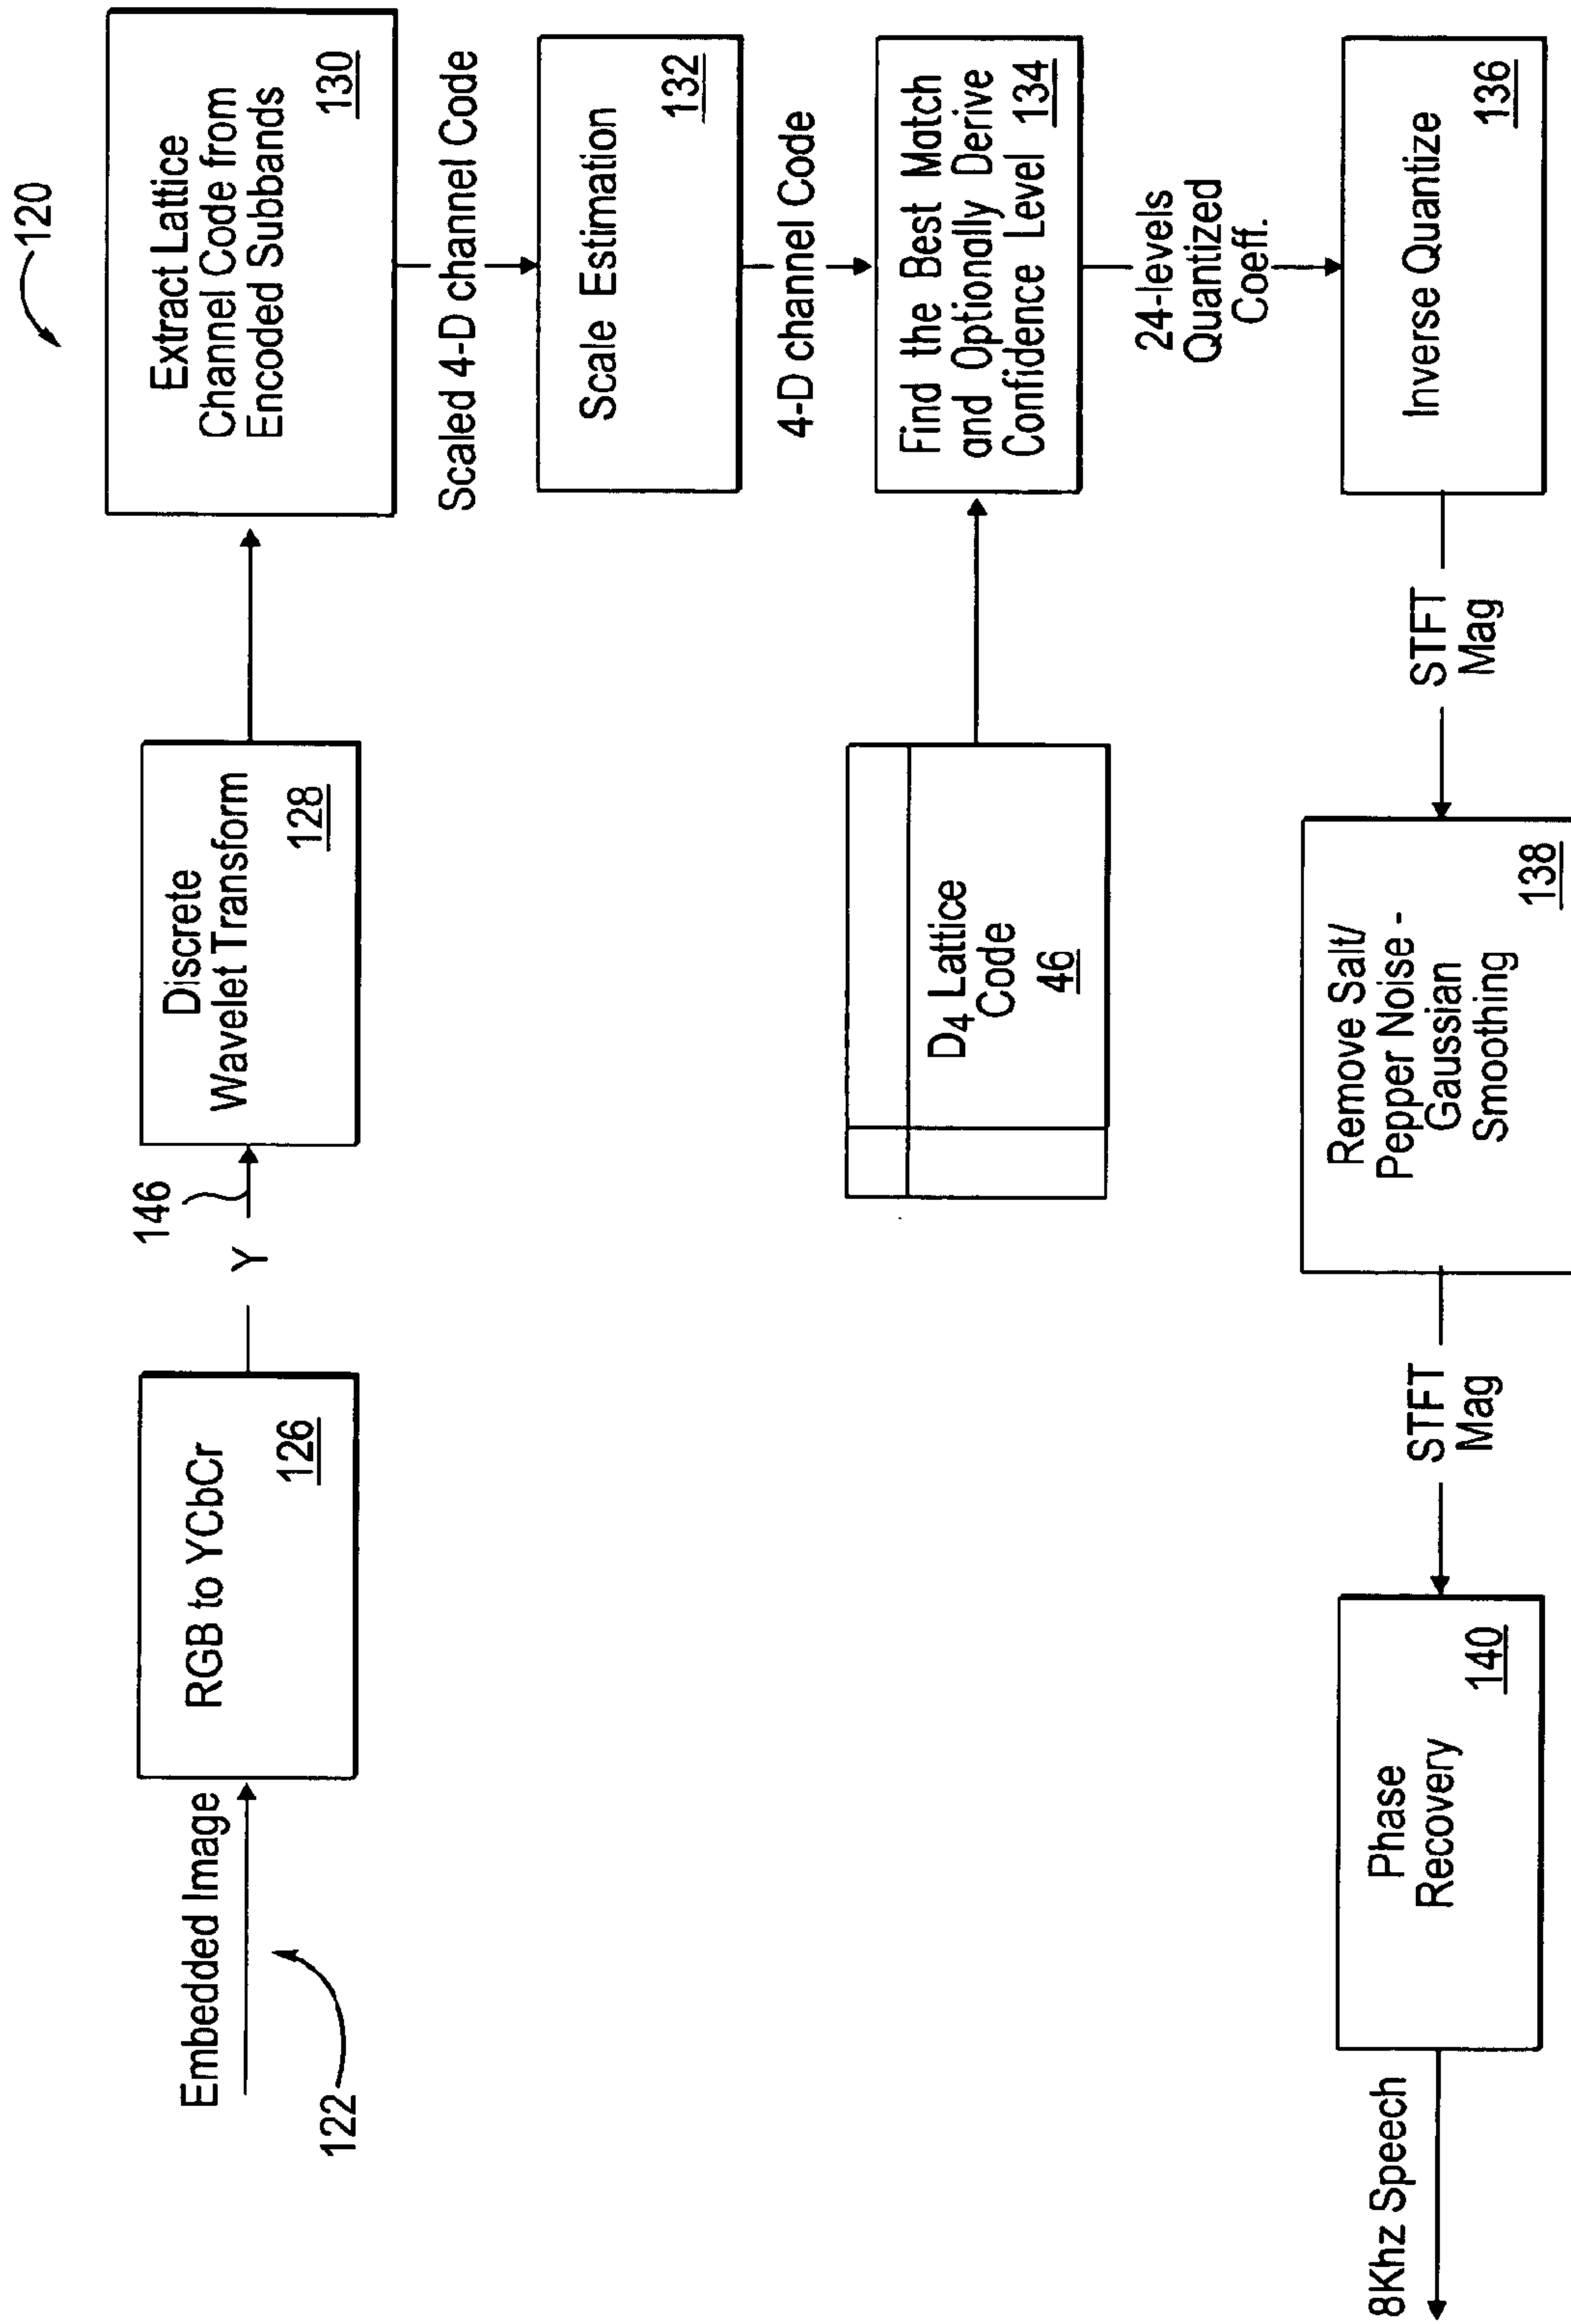 120
Embedded Image
122
RGB to YCbCr
126
Y
146
Discrete
Wavelet Transform
128
Extract Lattice
Channel Code from
Encoded Subbands
130
Scaled 4-D channel Code
Scale Estimation
132
4-D channel Code
D4 Lattice
Code
46
Find the Best Match
and Optionally Derive
Confidence Level 134
24-levels
Quantized
Coeff.
Inverse Quantize
136
STFT
Mag
Remove Salt/
Pepper Noise -
Gaussian
Smoothing
138
STFT
Mag
Phase
Recovery
140
8Khz Speech